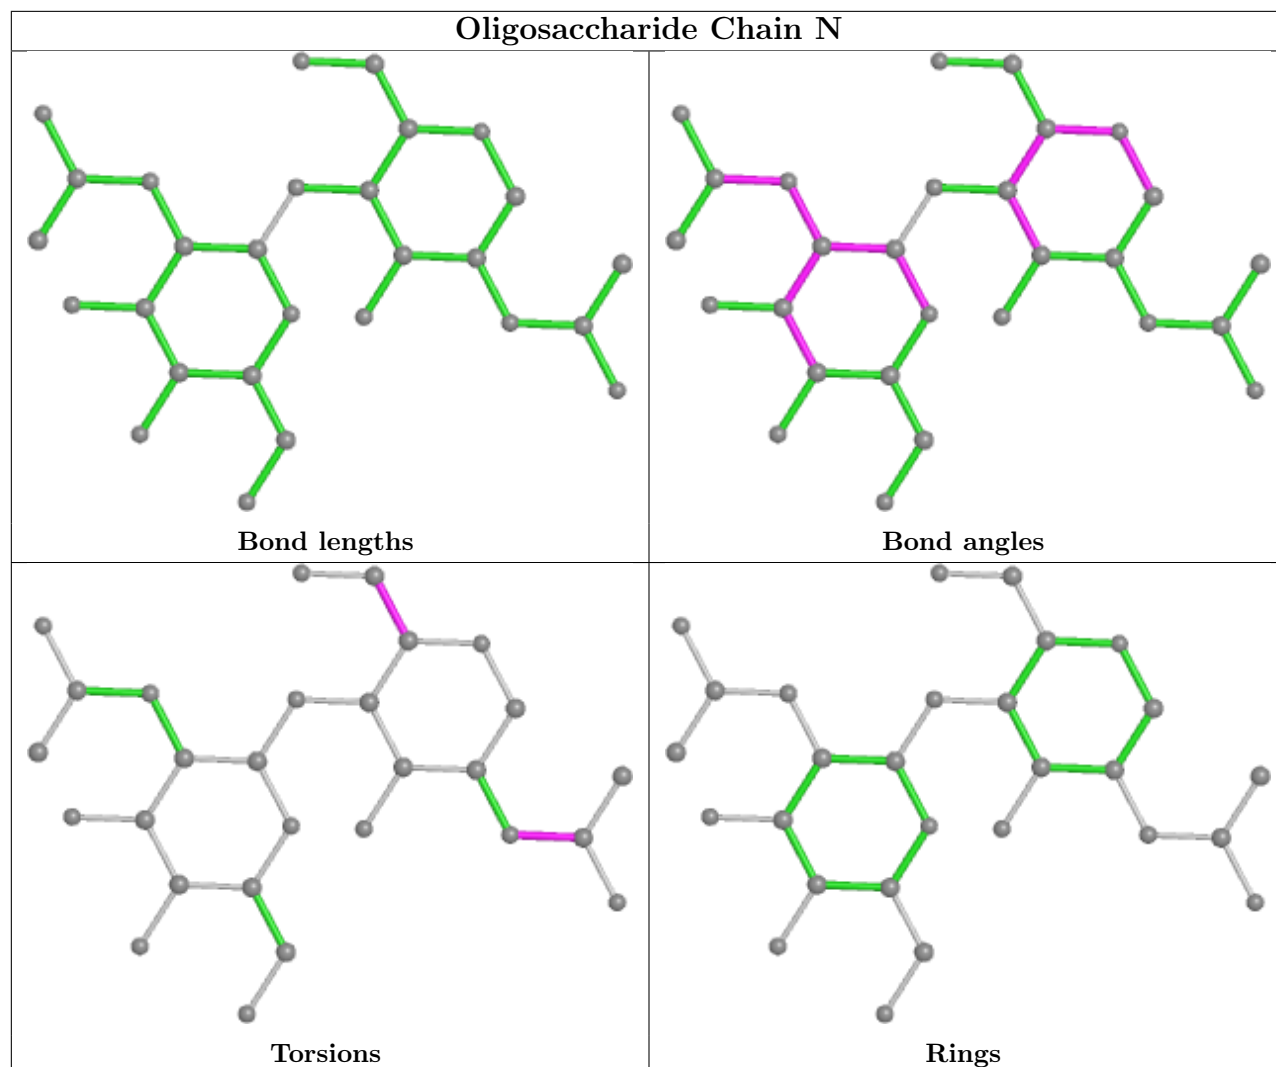 Oligosaccharide Chain N
Bond lengths
Bond angles
Torsions
Rings